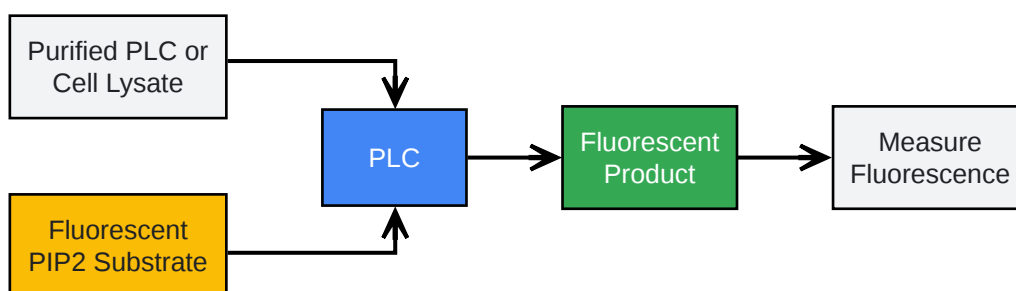 Purified PLC or
Cell Lysate
Fluorescent
PIP2 Substrate
PLC
Fluorescent
Product
Measure
Fluorescence